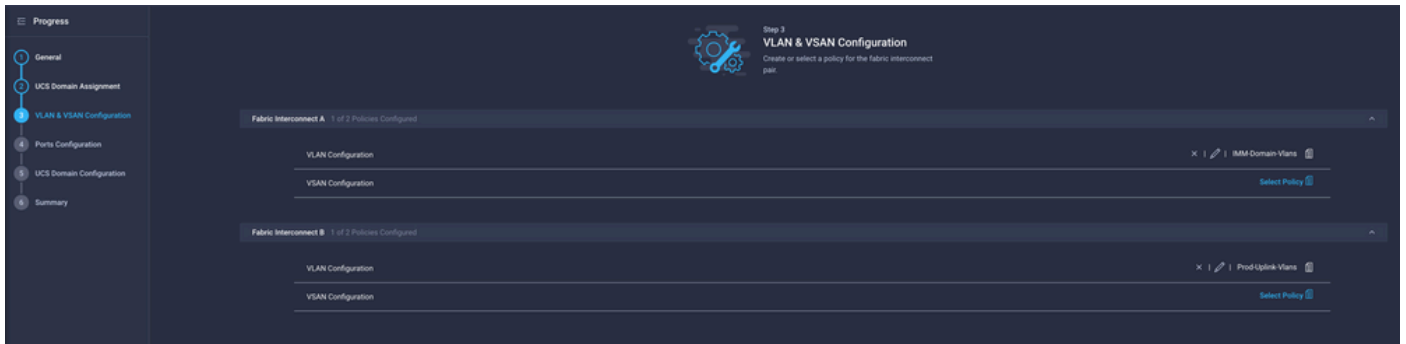 Progress
1 General
2 UCS Domain Assignment
3 VLAN & VSAN Configuration
4 Ports Configuration
5 UCS Domain Configuration
6 Summary
Step 3
VLAN & VSAN Configuration
Create or select a policy for the fabric interconnect
pair.
Fabric Interconnect A 1 of 2 Policies Configured
VLAN Configuration × | | IMM-Domain-Vlans
VSAN Configuration Select Policy
Fabric Interconnect B 1 of 2 Policies Configured
VLAN Configuration × | | Prod-Uplink-Vlans
VSAN Configuration Select Policy